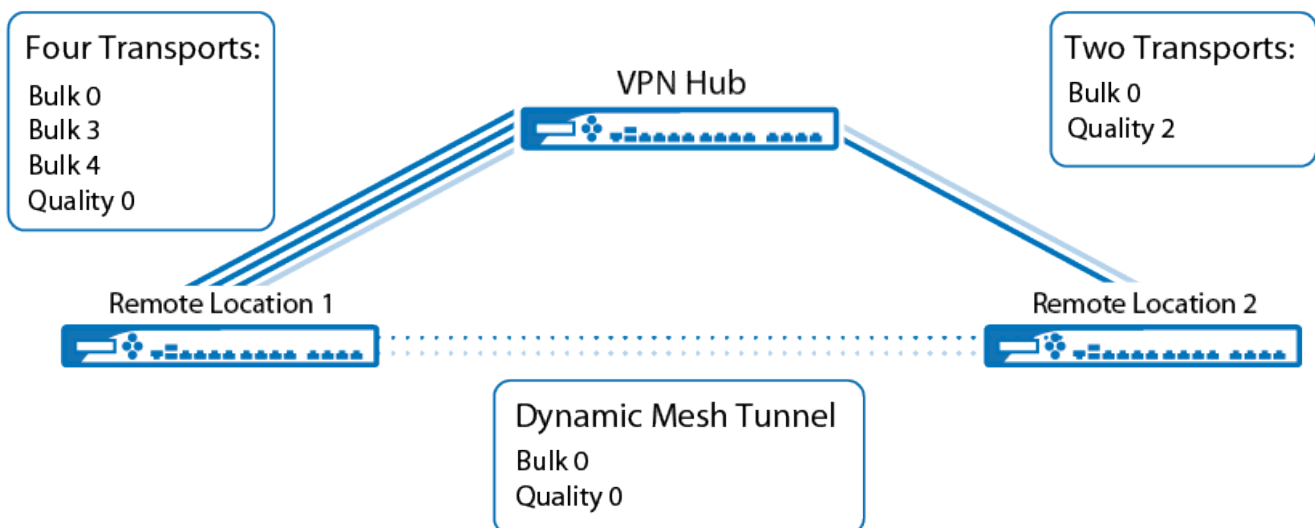 Four Transports:
Bulk 0
Bulk 3
Bulk 4
Quality 0
VPN Hub
Two Transports:
Bulk 0
Quality 2
Remote Location 1
Remote Location 2
Dynamic Mesh Tunnel
Bulk 0
Quality 0